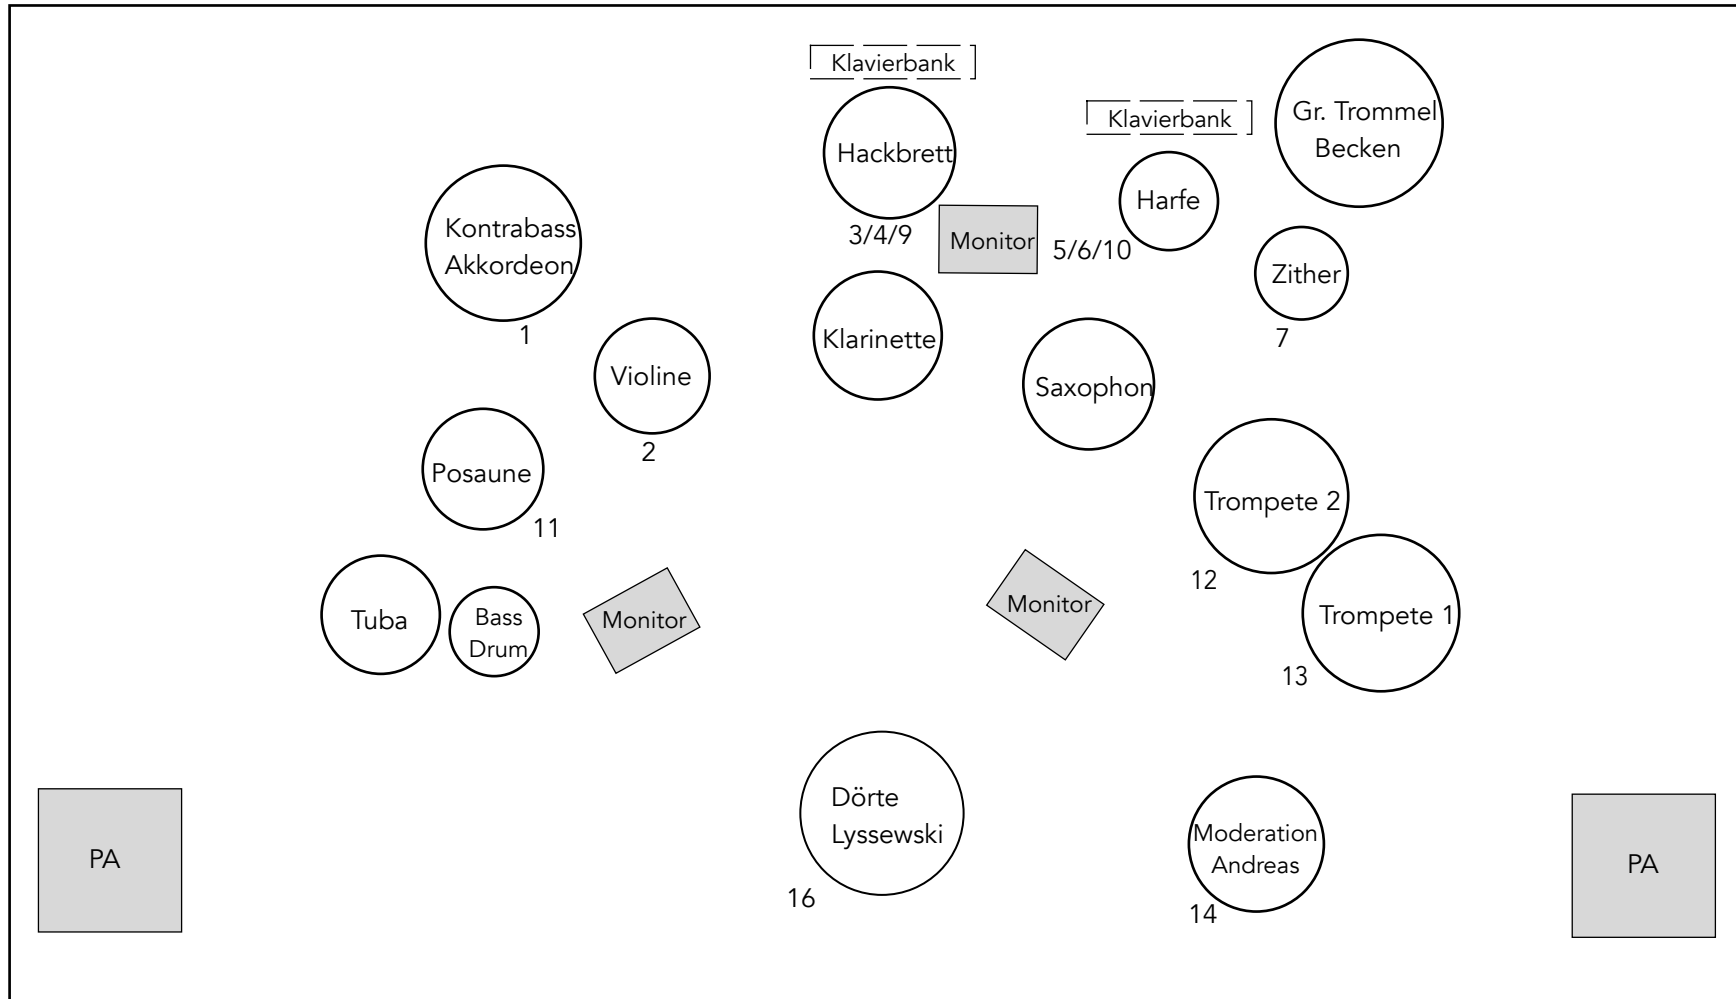 Klavierbank
Klavierbank
Gr. Trommel
Becken
Hackbrett
Harfe
Kontrabass
Akkordeon
3/4/9
Monitor
5/6/10
Zither
1
Klarinette
7
Violine
Saxophon
2
Posaune
11
Trompete 2
12
Tuba
Bass
Drum
Monitor
Monitor
Trompete 1
13
Dörte
Lyssewski
16
Moderation
Andreas
14
PA
PA